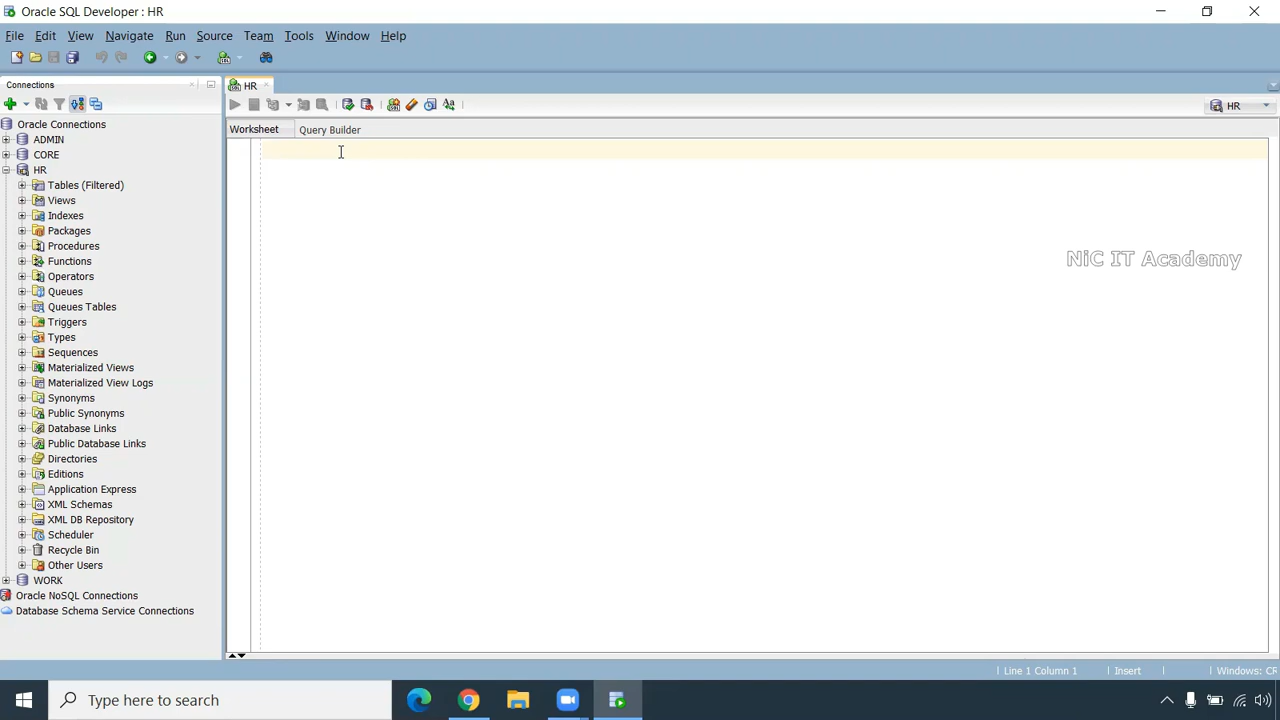 Oracle SQL Developer : HR
File Edit View Navigate Run Source Team Tools Window Help
Connections
HR
HR
Worksheet
Query Builder
Oracle Connections
ADMIN
CORE
HR
Tables (Filtered)
Views
Indexes
Packages
Procedures
Functions
Operators
Queues
Queues Tables
Triggers
Types
Sequences
Materialized Views
Materialized View Logs
Synonyms
Public Synonyms
Database Links
Public Database Links
Directories
Editions
Application Express
XML Schemas
XML DB Repository
Scheduler
Recycle Bin
Other Users
WORK
Oracle NoSQL Connections
Database Schema Service Connections
NiC IT Academy
Line 1 Column 1
Insert
Windows: CR
Type here to search